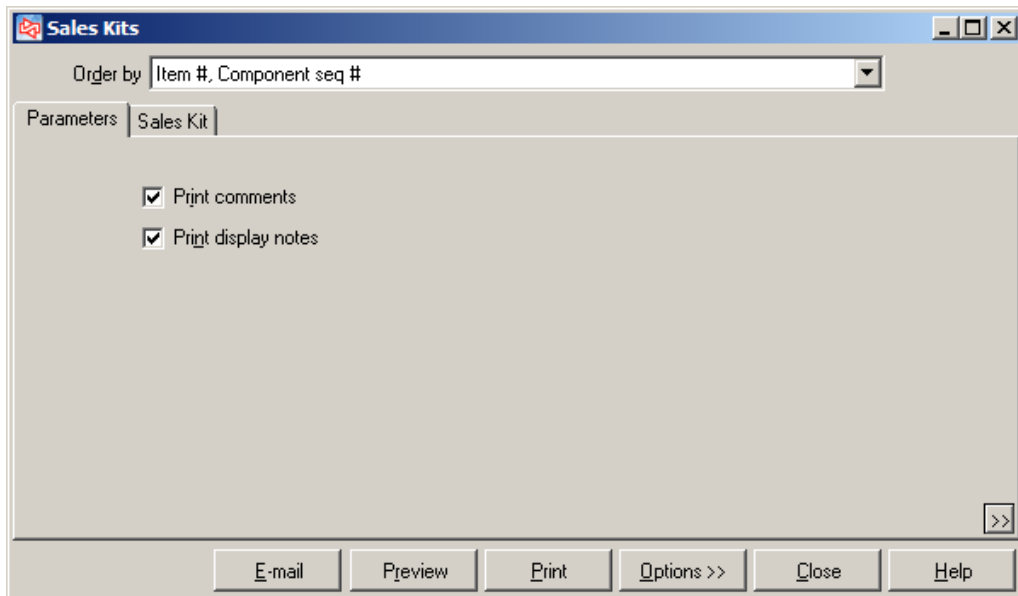 Sales Kits
Order by Item #, Component seq #
Parameters Sales Kit
Print comments
Print display notes
>>
E-mail Preview Print Options >> Close Help